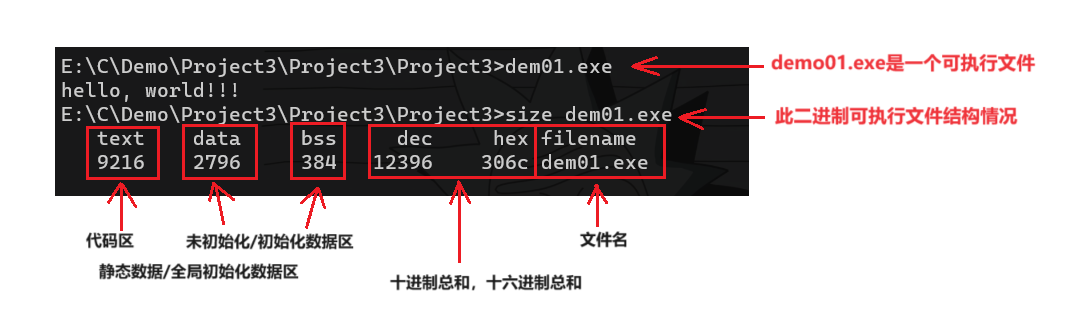 E:\C\Demo\Project3\Project3\Project3>dem01.exe
demo01.exe是一个可执行文件
hello, world!!!
E:\C\Demo\Project3\Project3\Project3>size dem01.exe
此二进制可执行文件结构情况
text data bss dec hex filename
9216 2796 384 12396 306c dem01.exe
代码区
未初始化/初始化数据区
文件名
静态数据/全局初始化数据区
十进制总和，十六进制总和